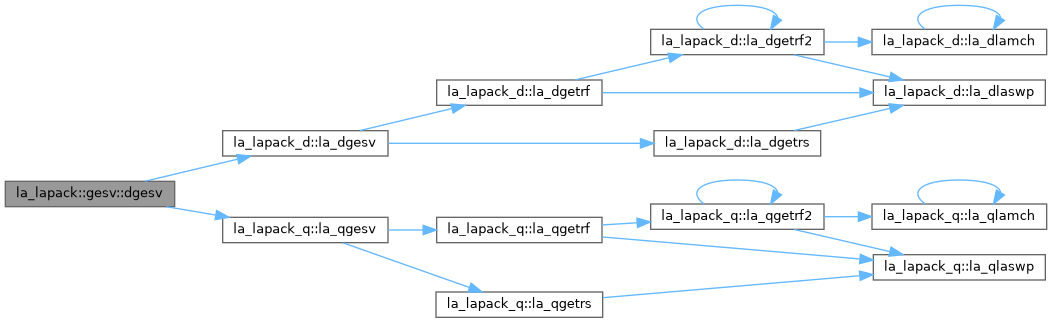 la_lapack_d::la_dgetrf2
la_lapack_d::la_dlamch
la_lapack_d::la_dgetrf
la_lapack_d::la_dlaswp
la_lapack_d::la_dgesv
la_lapack_d::la_dgetrs
la_lapack::gesv::dgesv
la_lapack_q::la_qgetrf2
la_lapack_q::la_qlamch
la_lapack_q::la_qgesv
la_lapack_q::la_qgetrf
la_lapack_q::la_qlaswp
la_lapack_q::la_qgetrs